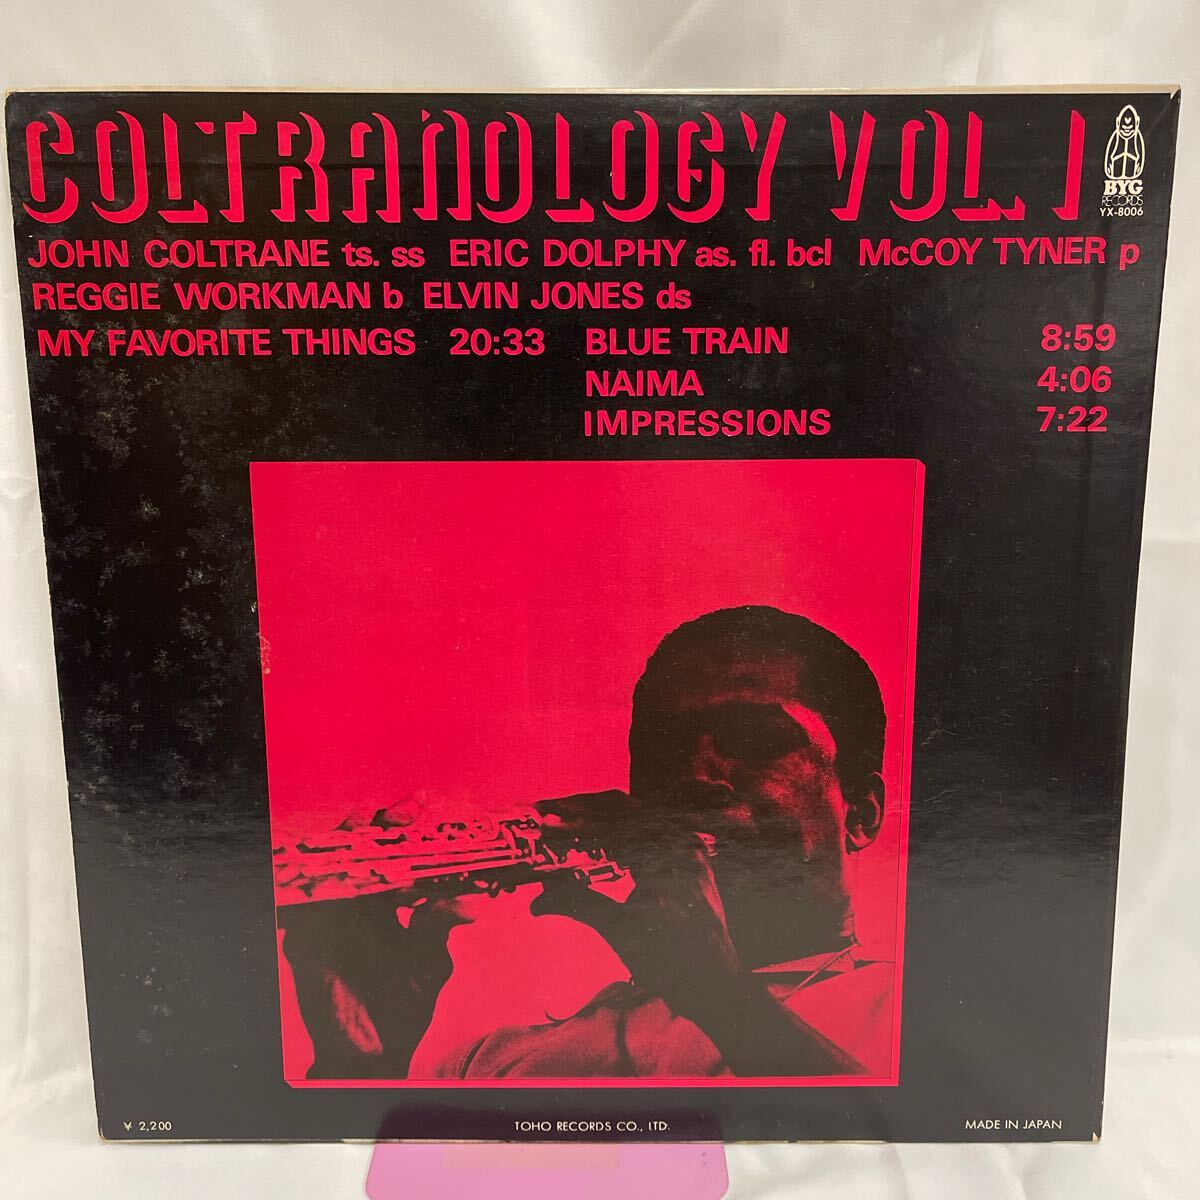 COLTRANOLOGY VOL. 1
BYG
RECORDS
YX-8006
JOHN COLTRANE ts. ss ERIC DOLPHY as. fl. bcl McCOY TYNER p
REGGIE WORKMAN b ELVIN JONES ds
MY FAVORITE THINGS 20:33 BLUE TRAIN 8:59
NAIMA 4:06
IMPRESSIONS 7:22
¥ 2,200 TOHO RECORDS CO., LTD. MADE IN JAPAN